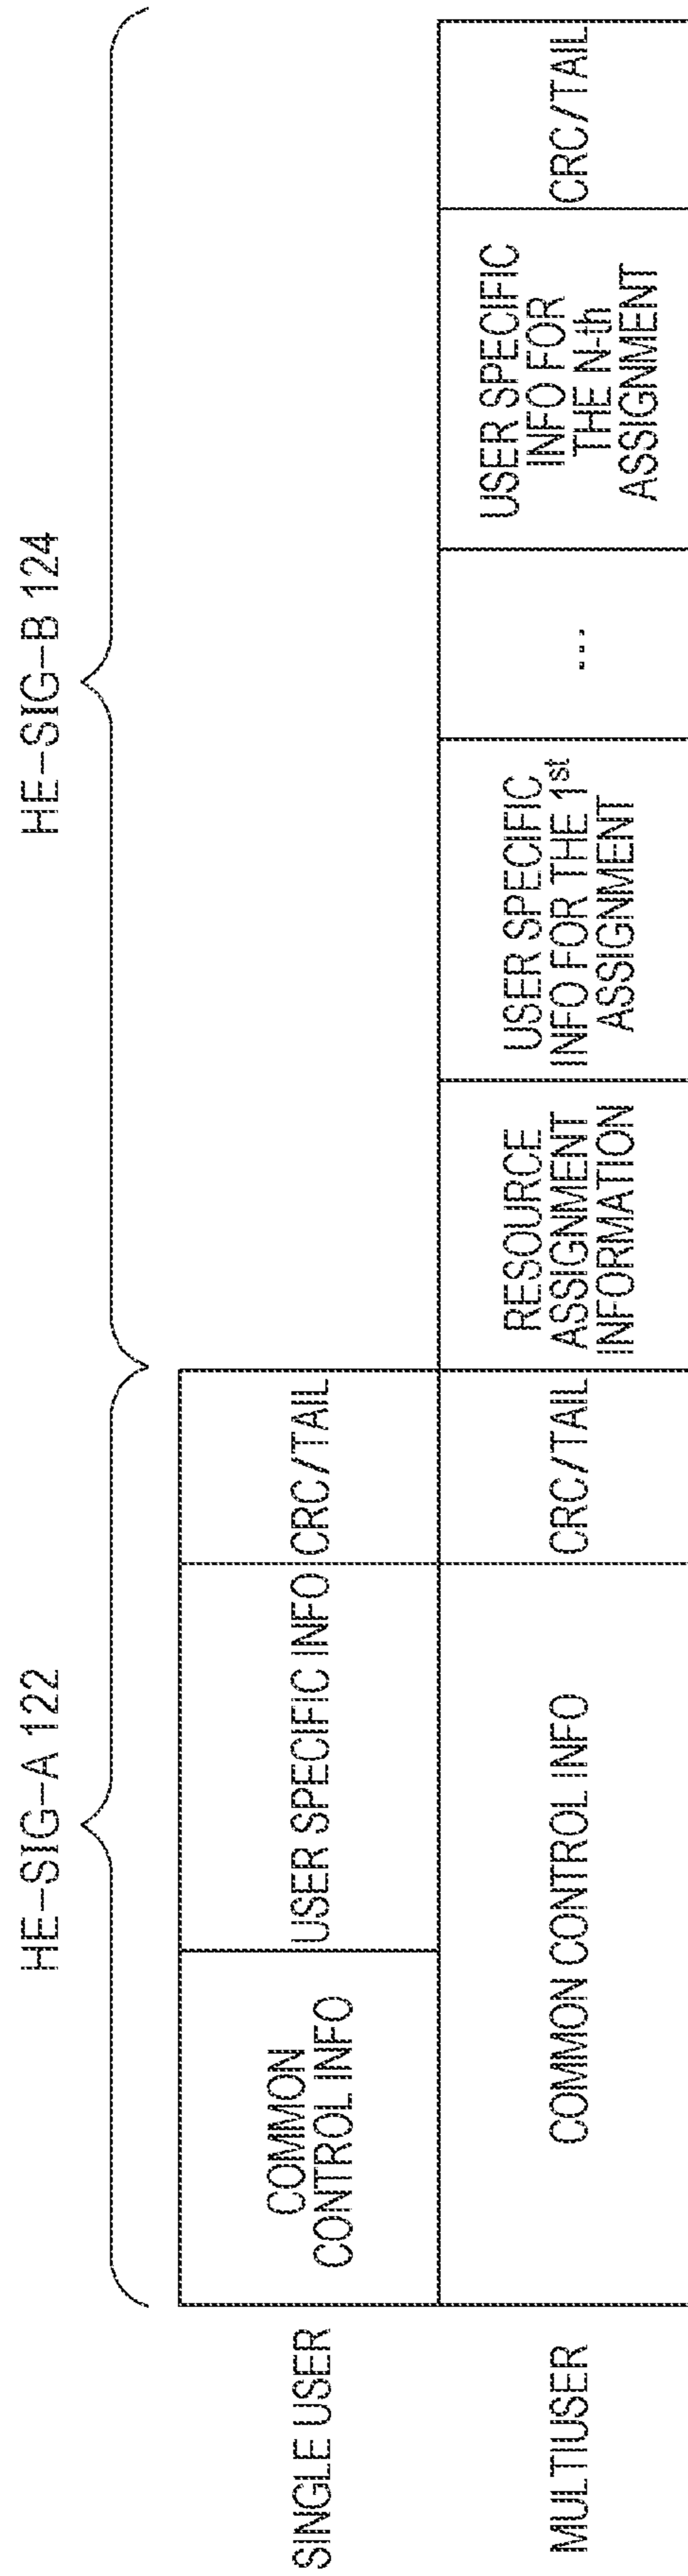 HE-SIG-A 122
HE-SIG-B 124
SINGLE USER
COMMON
CONTROL INFO
USER SPECIFIC INFO
CRC/TAIL
MULTIUSER
COMMON CONTROL INFO
CRC/TAIL
RESOURCE
ASSIGNMENT
INFORMATION
USER SPECIFIC
INFO FOR THE 1st
ASSIGNMENT
...
USER SPECIFIC
INFO FOR
THE N-th
ASSIGNMENT
CRC/TAIL